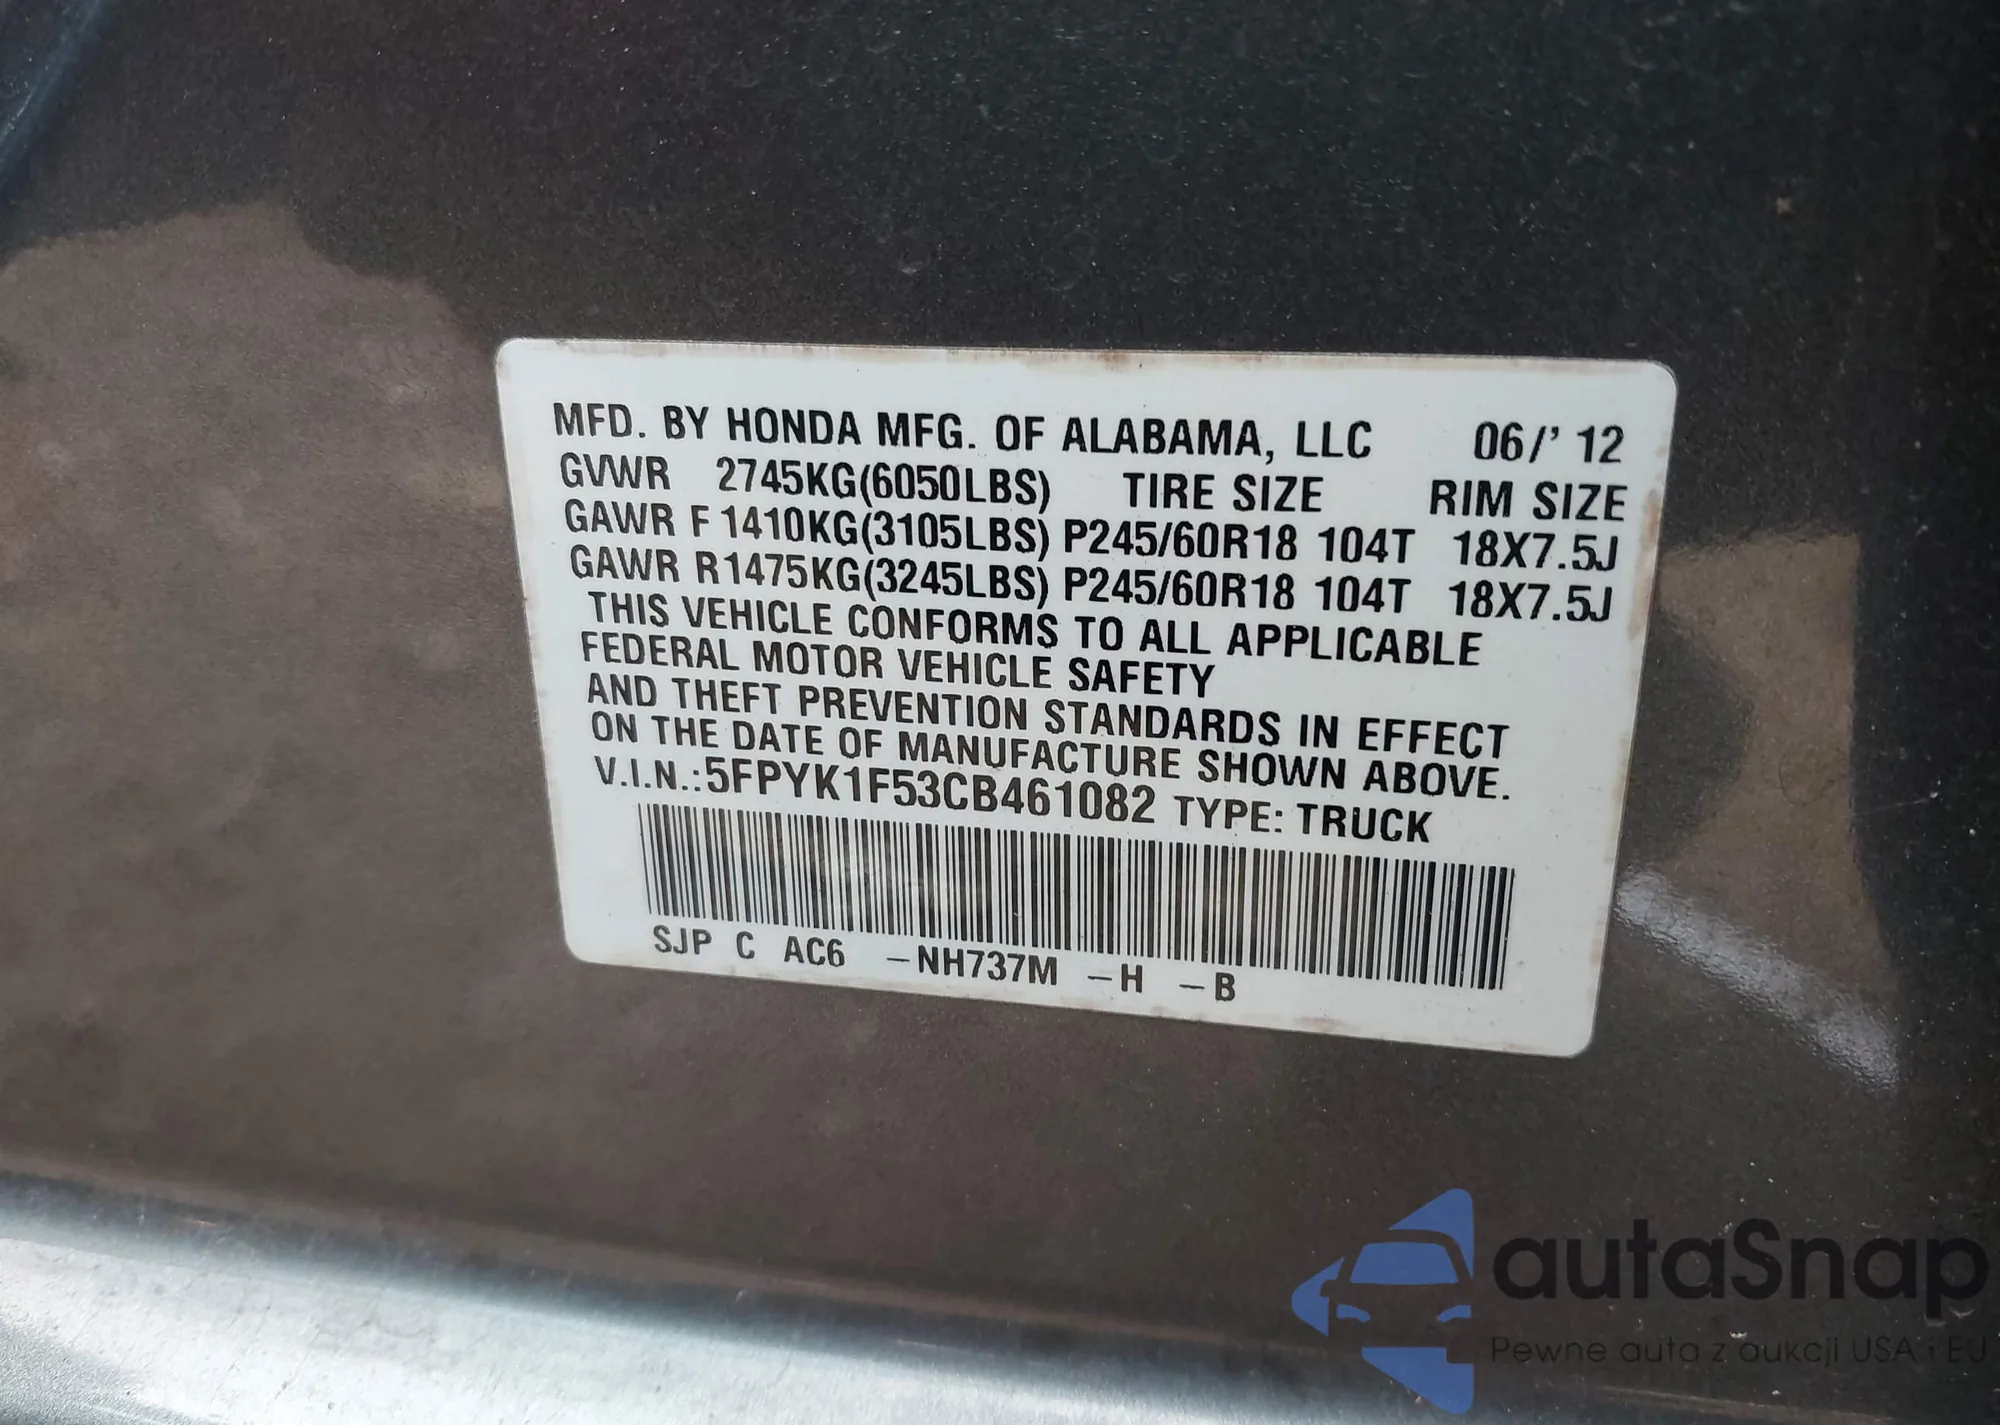 MFD. BY HONDA MFG. OF ALABAMA, LLC 06/' 12
GVWR 2745KG(6050LBS) TIRE SIZE RIM SIZE
GAWR F 1410KG(3105LBS) P245/60R18 104T 18X7.5J
GAWR R1475KG(3245LBS) P245/60R18 104T 18X7.5J
THIS VEHICLE CONFORMS TO ALL APPLICABLE
FEDERAL MOTOR VEHICLE SAFETY
AND THEFT PREVENTION STANDARDS IN EFFECT
ON THE DATE OF MANUFACTURE SHOWN ABOVE.
V.I.N.:5FPYK1F53CB461082 TYPE: TRUCK
SJP C AC6 -NH737M -H -B
autaSnap
Pewne auta z aukcji USA i EU